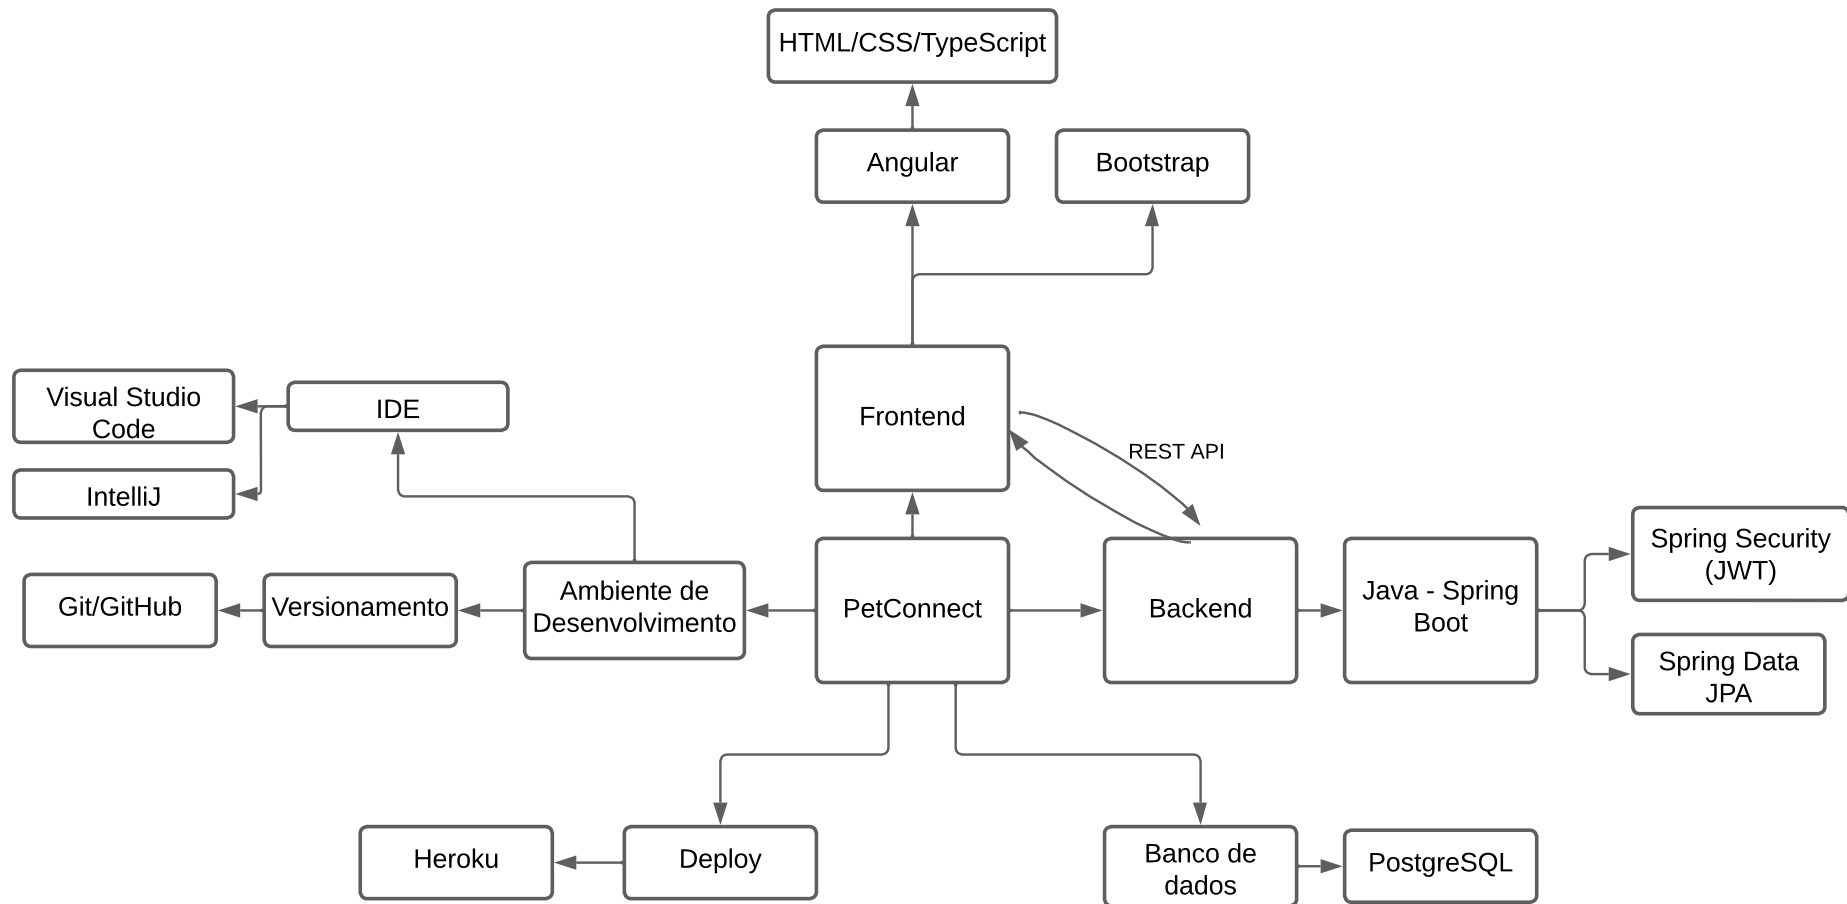 HTML/CSS/TypeScript
Angular
Bootstrap
Frontend
REST API
Visual Studio
Code
IDE
IntelliJ
Git/GitHub
Versionamento
Ambiente de
Desenvolvimento
PetConnect
Backend
Java - Spring
Boot
Spring Security
(JWT)
Spring Data
JPA
Heroku
Deploy
Banco de
dados
PostgreSQL